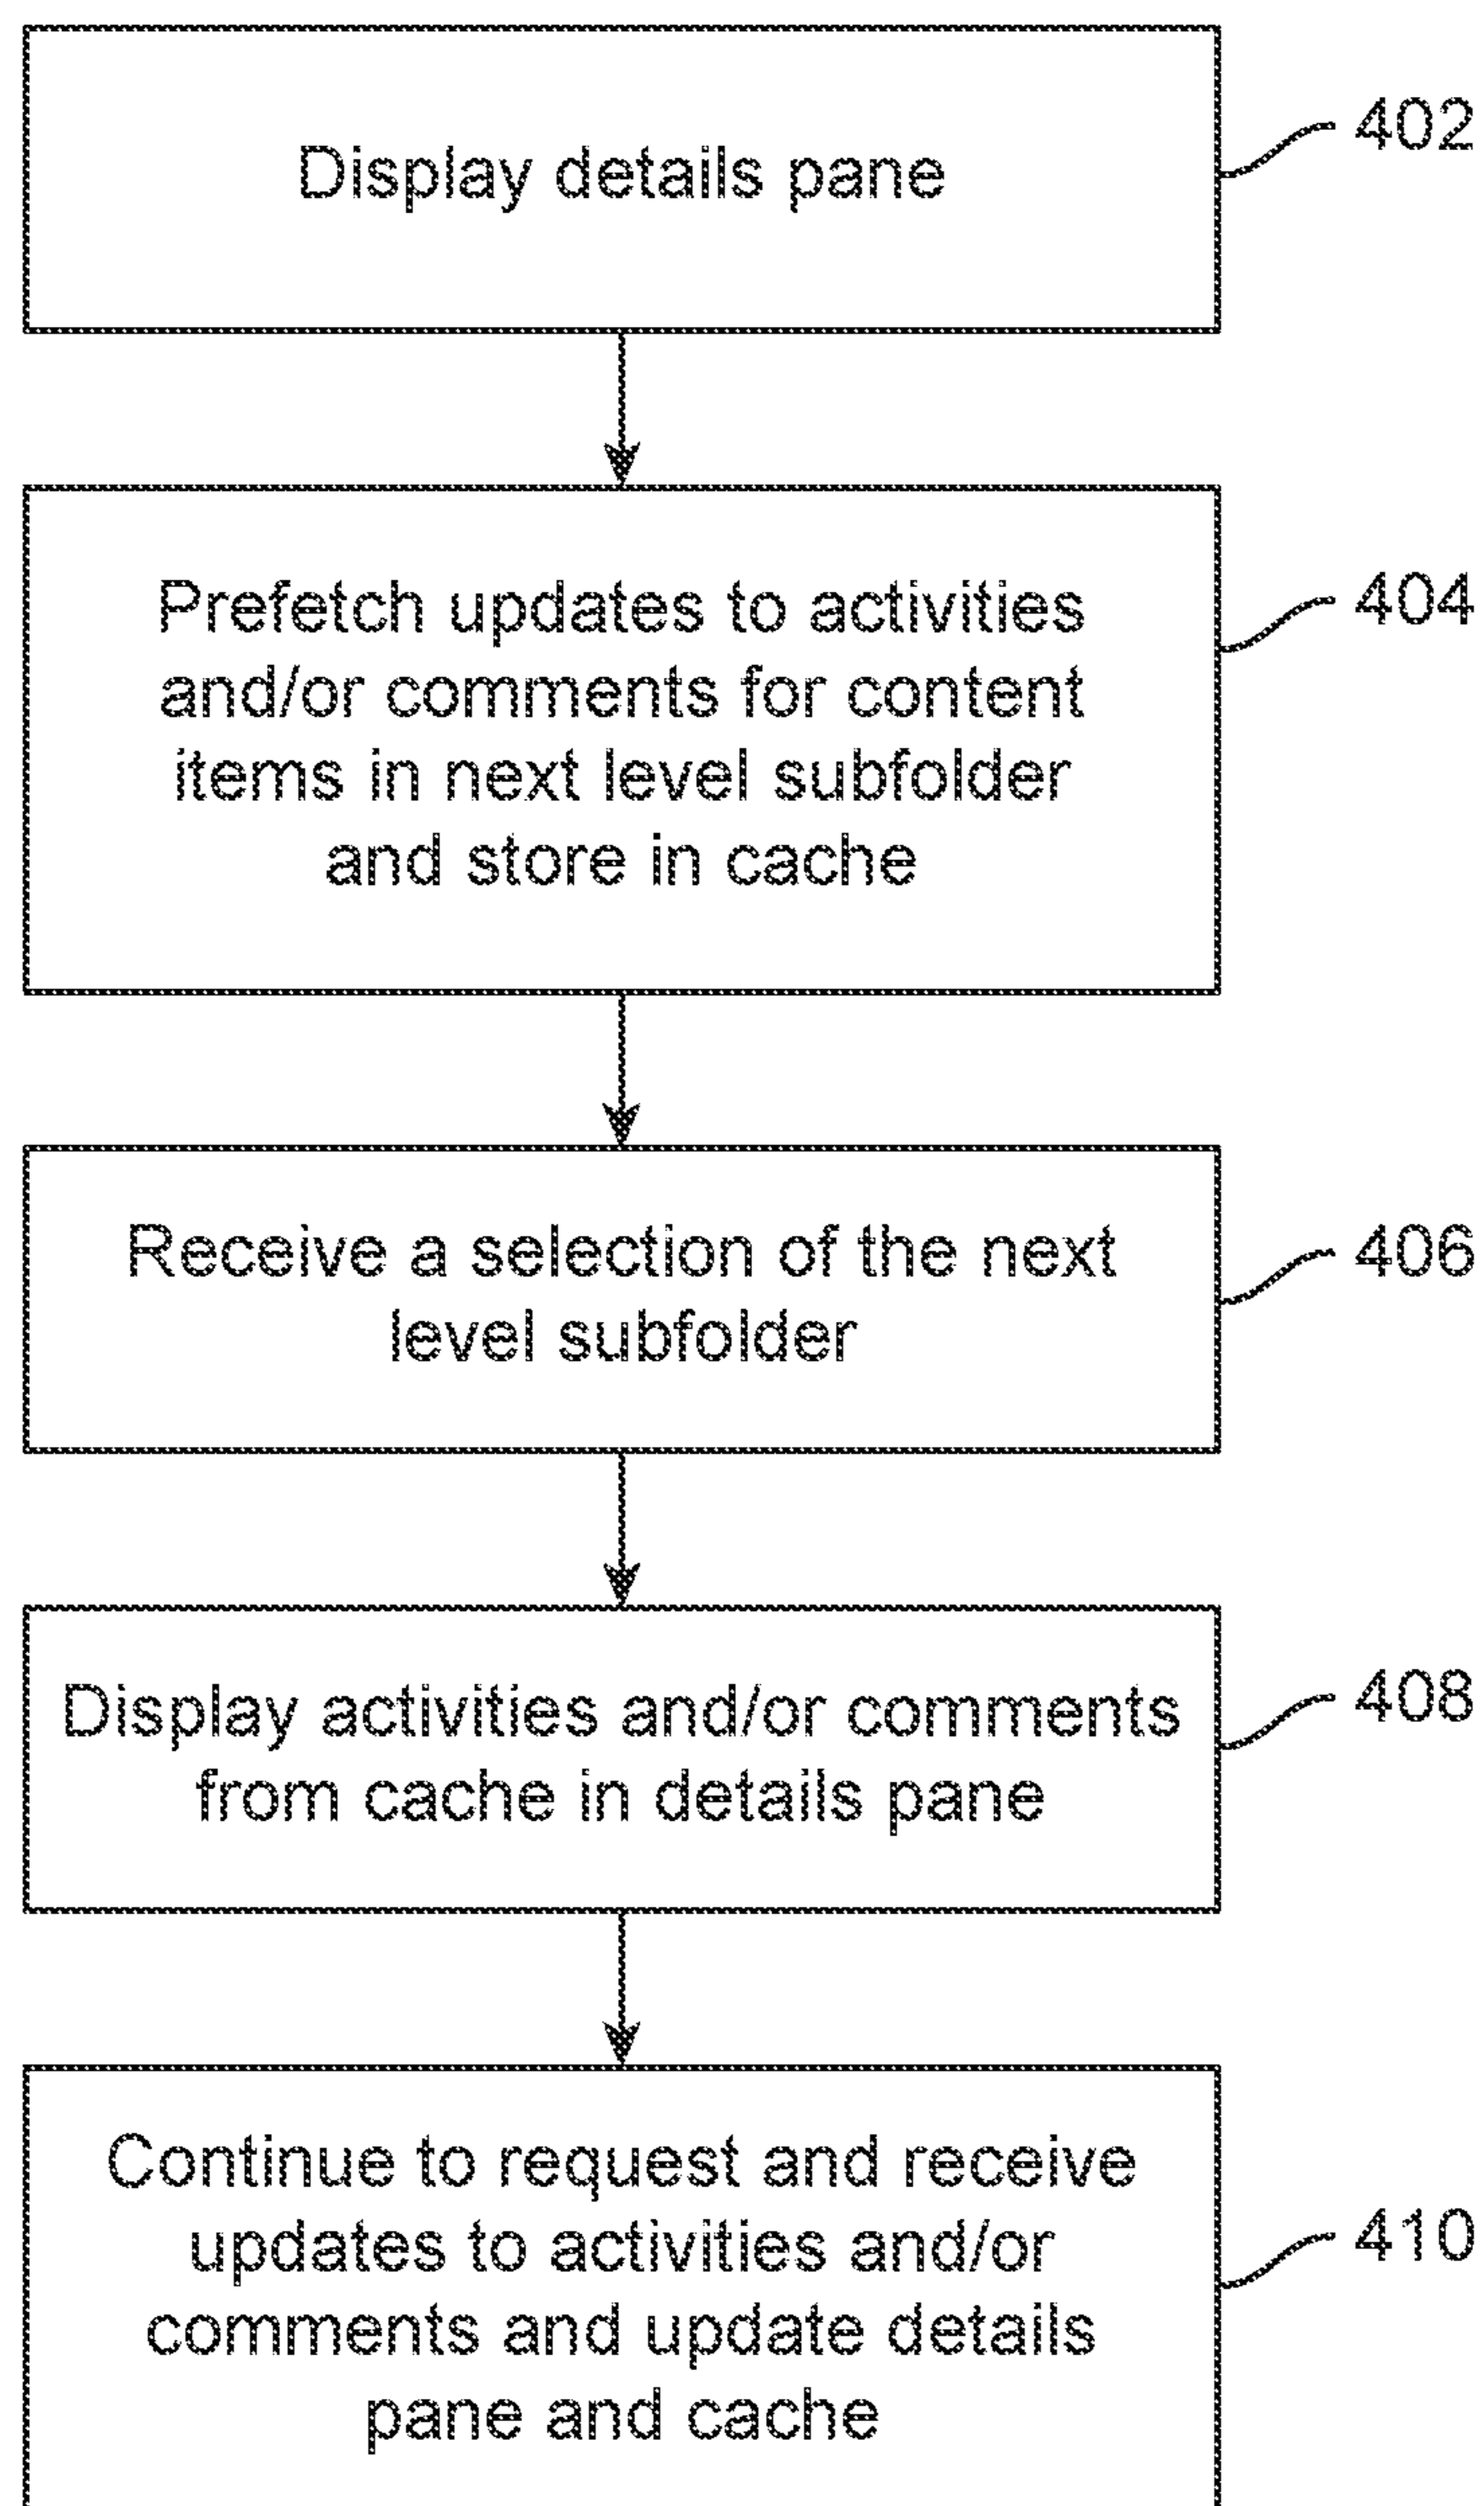 Display details pane
402
Prefetch updates to activities
and/or comments for content
items in next level subfolder
and store in cache
404
Receive a selection of the next
level subfolder
406
Display activities and/or comments
from cache in details pane
408
Continue to request and receive
updates to activities and/or
comments and update details
pane and cache
410